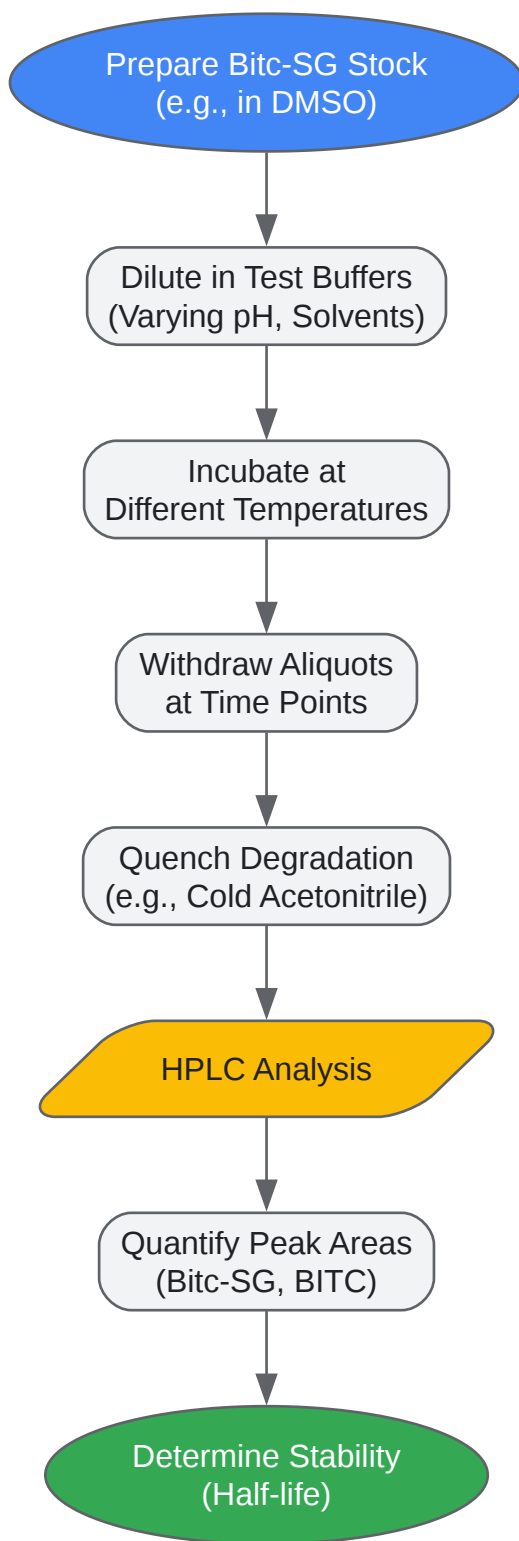 Prepare Bitc-SG Stock
(e.g., in DMSO)
Dilute in Test Buffers
(Varying pH, Solvents)
Incubate at
Different Temperatures
Withdraw Aliquots
at Time Points
Quench Degradation
(e.g., Cold Acetonitrile)
HPLC Analysis
Quantify Peak Areas
(Bitc-SG, BITC)
Determine Stability
(Half-life)